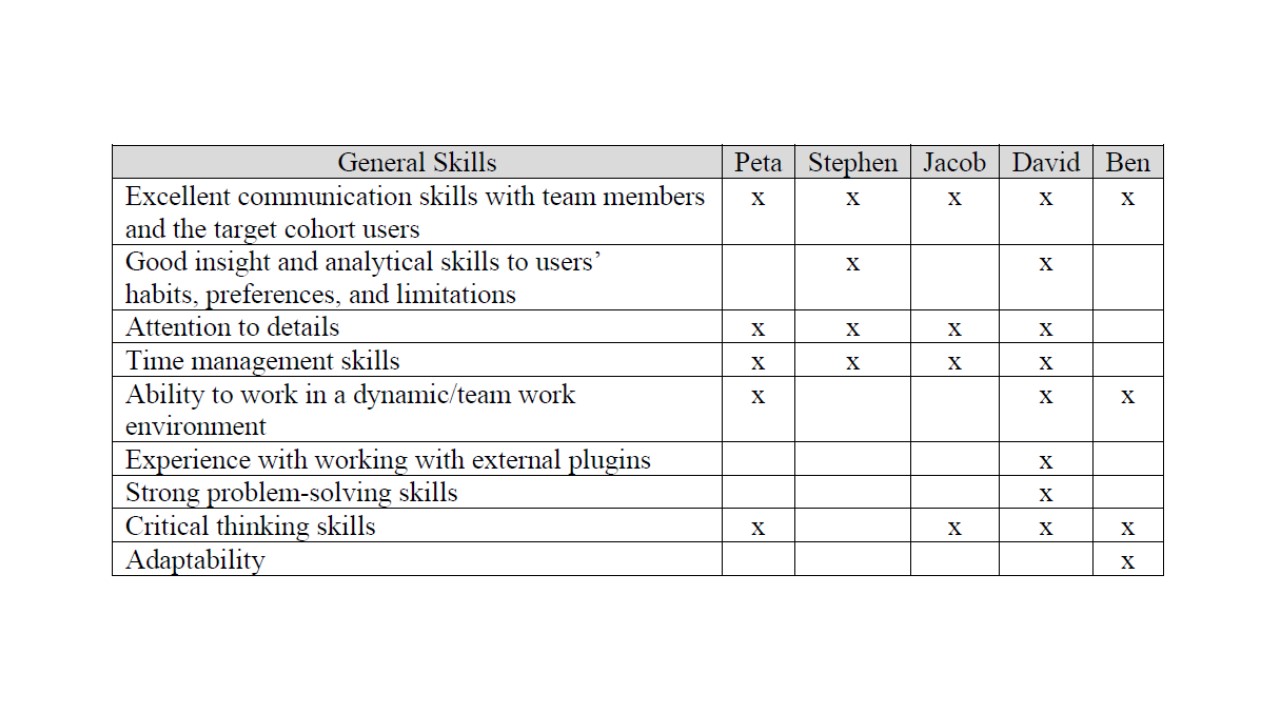 General Skills Peta Stephen Jacob David Ben
Excellent communication skills with team members x x x x x
and the target cohort users
Good insight and analytical skills to users’ x x
habits, preferences, and limitations
Attention to details x x x x
Time management skills x x x x
Ability to work in a dynamic/team work x x x
environment
Experience with working with external plugins x
Strong problem-solving skills x
Critical thinking skills x x x x
Adaptability x